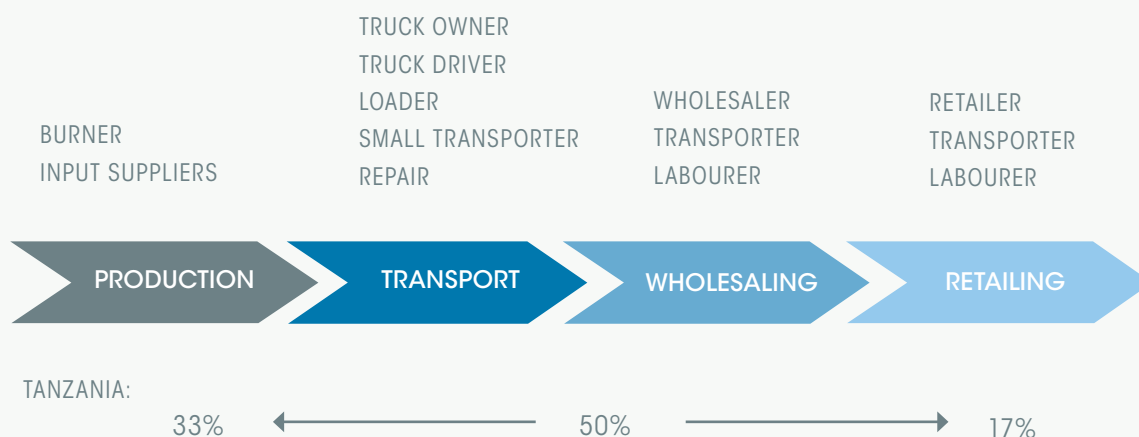 BURNER
INPUT SUPPLIERS
TRUCK OWNER
TRUCK DRIVER
LOADER
SMALL TRANSPORTER
REPAIR
WHOLESALER
TRANSPORTER
LABOURER
RETAILER
TRANSPORTER
LABOURER
PRODUCTION
TRANSPORT
WHOLESALING
RETAILING
TANZANIA:
33%
50%
17%